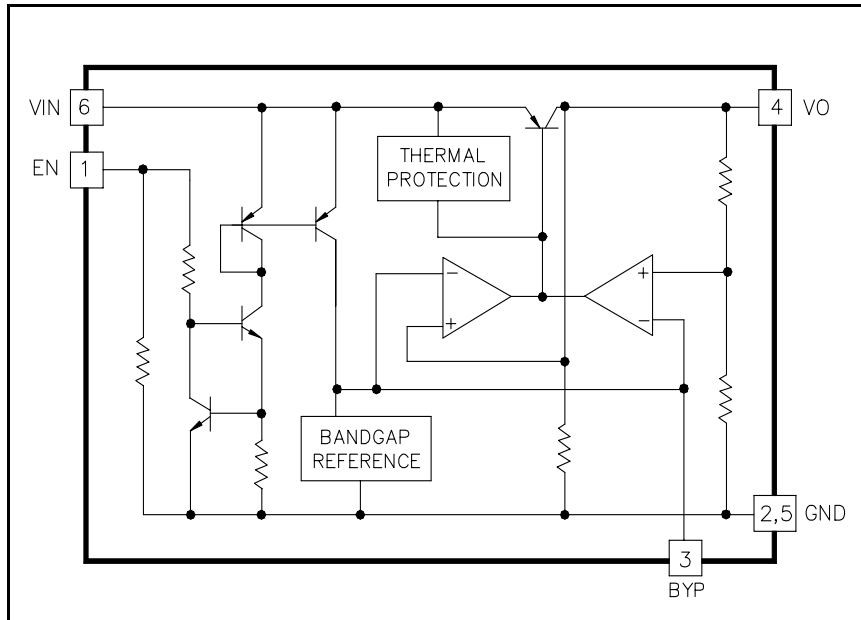 VIN 6
4 VO
EN 1
THERMAL
PROTECTION
−
+
+
−
BANDGAP
REFERENCE
2,5 GND
3
BYP